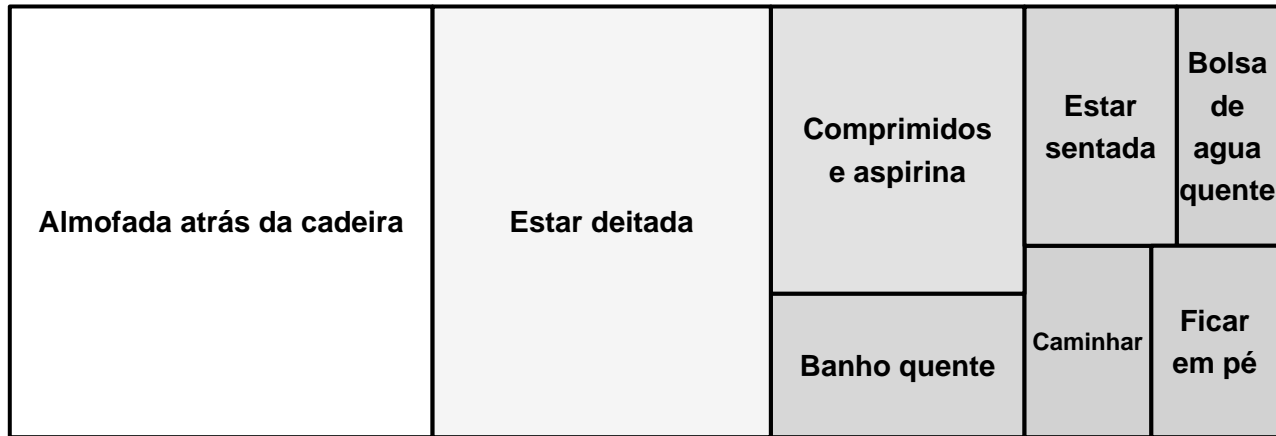 Almofada atrás da cadeira
Estar deitada
Comprimidos
e aspirina
Banho quente
Estar
sentada
Bolsa
de
agua
quente
Caminhar
Ficar
em pé